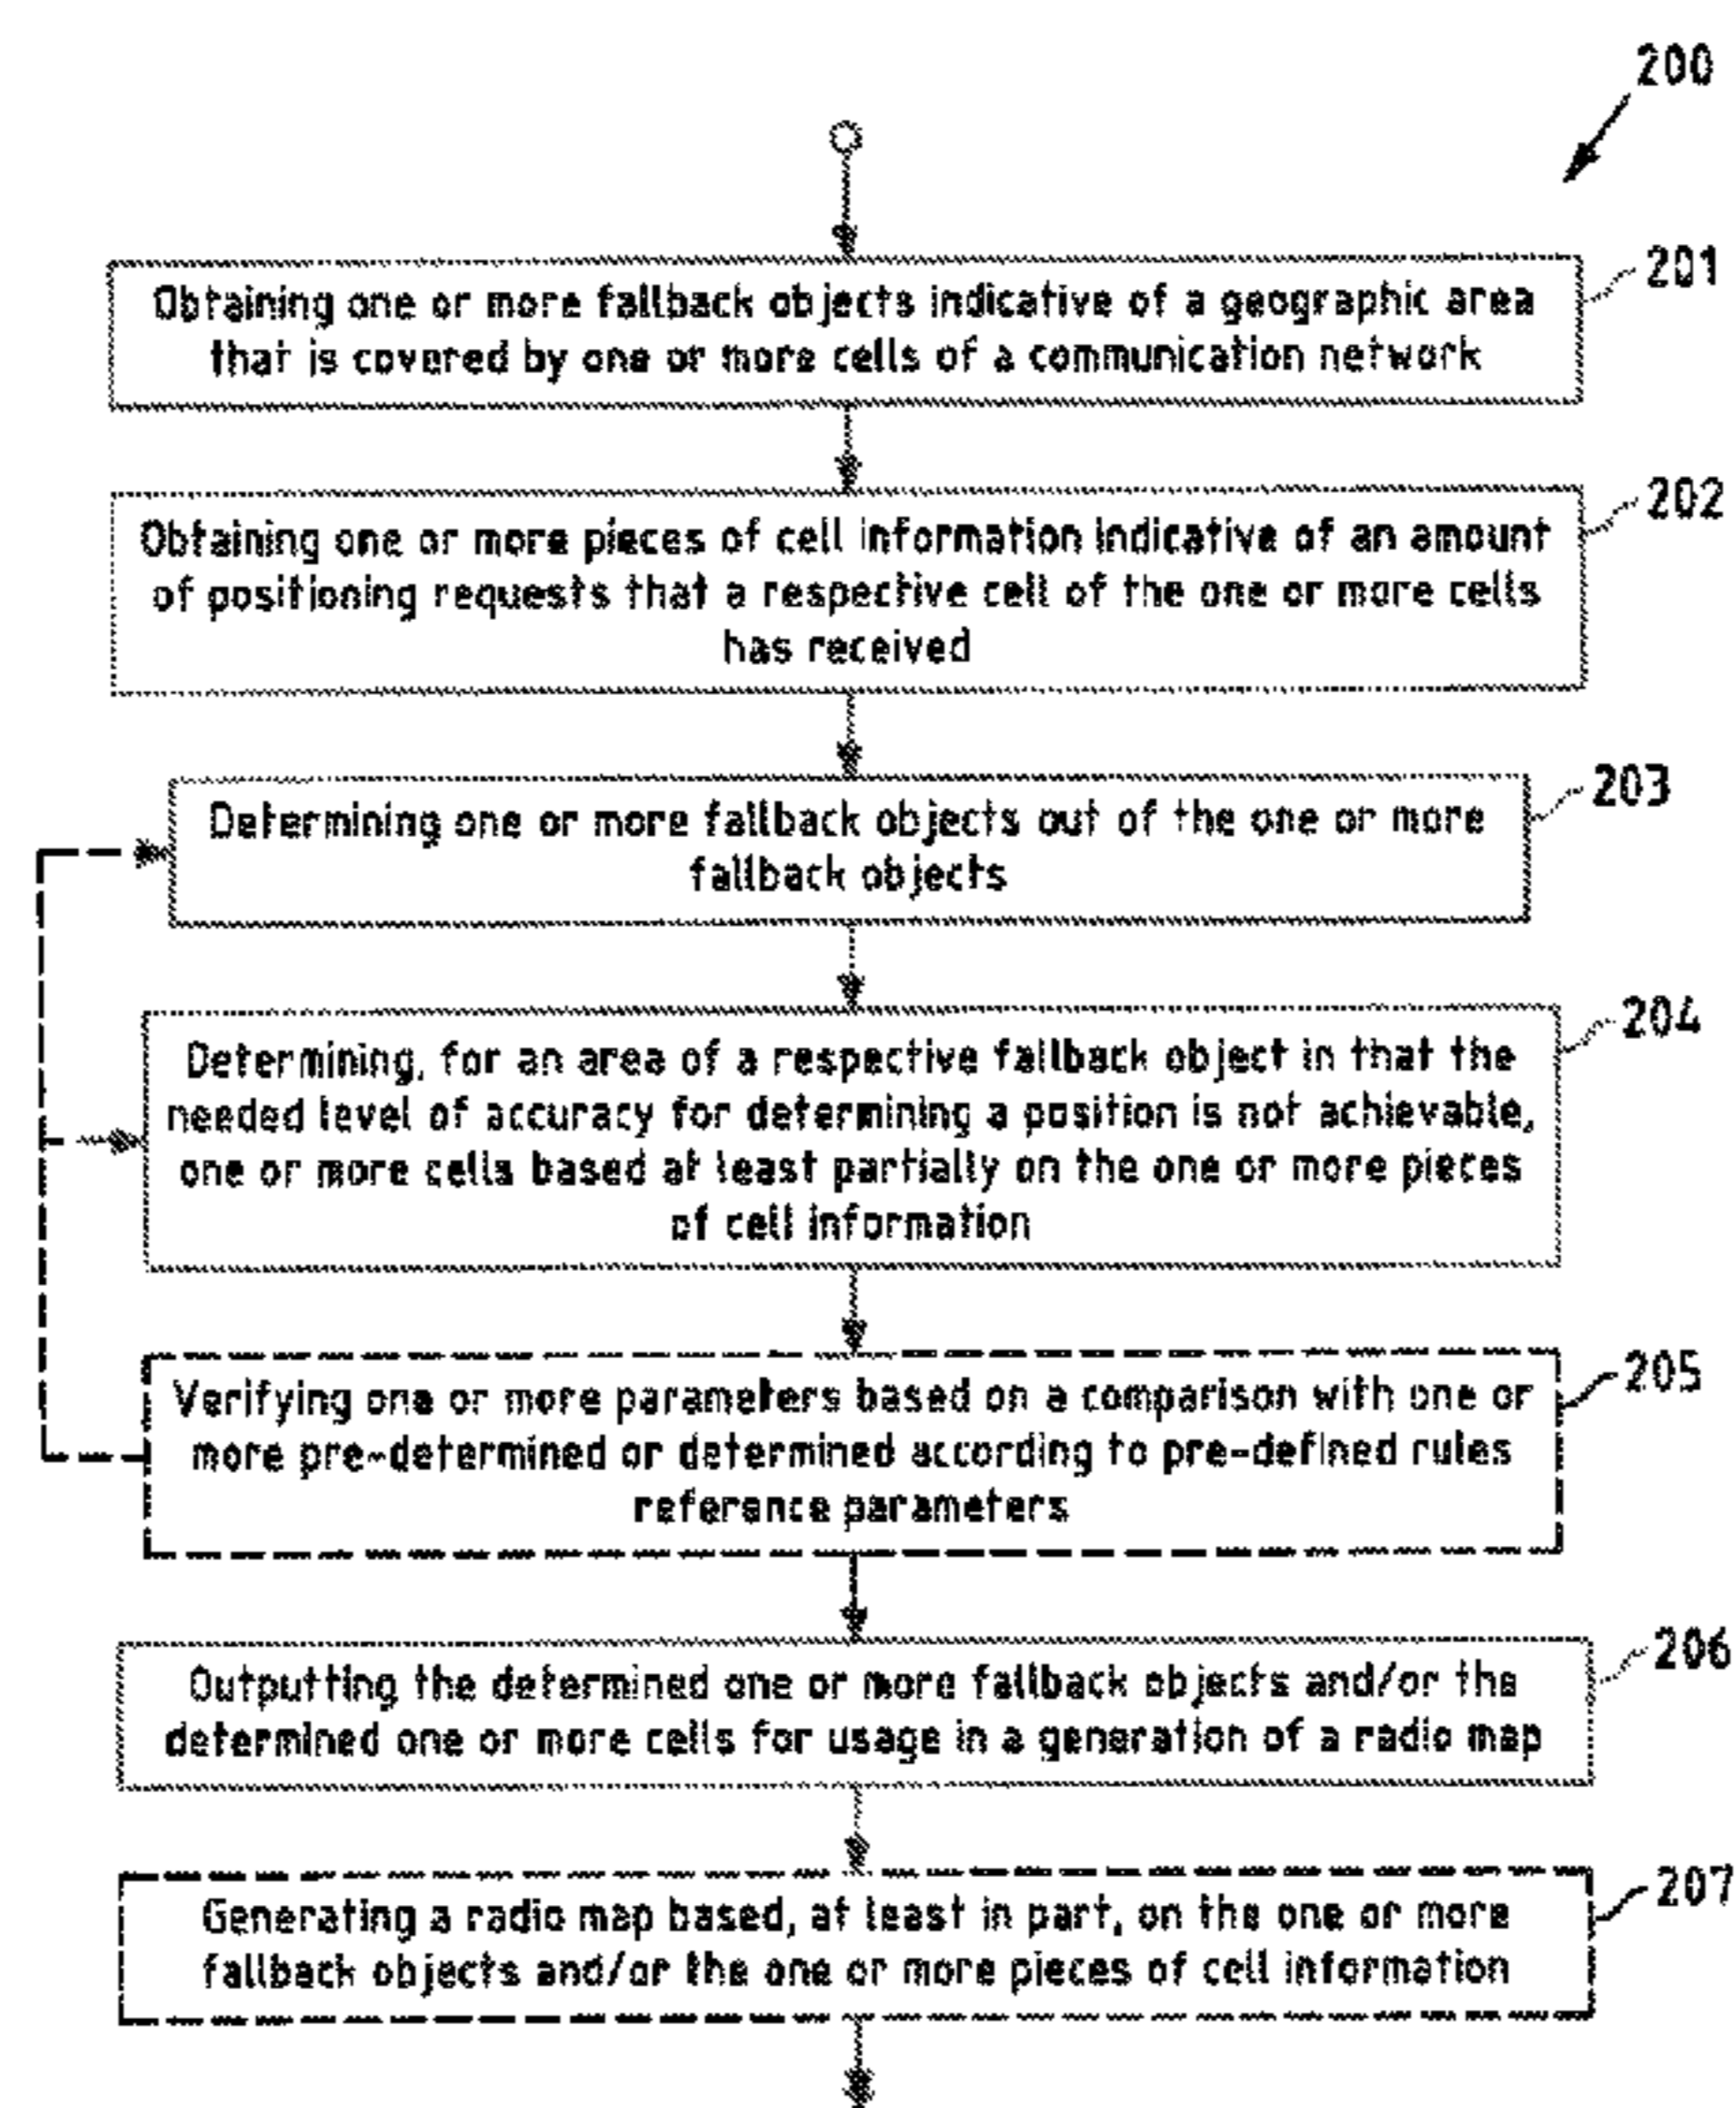 200
201
Obtaining one or more fallback objects indicative of a geographic area
that is covered by one or more cells of a communication network
202
Obtaining one or more pieces of cell information indicative of an amount
of positioning requests that a respective cell of the one or more cells
has received
203
Determining one or more fallback objects out of the one or more
fallback objects
204
Determining, for an area of a respective fallback object in that the
needed level of accuracy for determining a position is not achievable,
one or more cells based at least partially on the one or more pieces
of cell information
205
Verifying one or more parameters based on a comparison with one or
more pre-determined or determined according to pre-defined rules
reference parameters
206
Outputting the determined one or more fallback objects and/or the
determined one or more cells for usage in a generation of a radio map
207
Generating a radio map based, at least in part, on the one or more
fallback objects and/or the one or more pieces of cell information